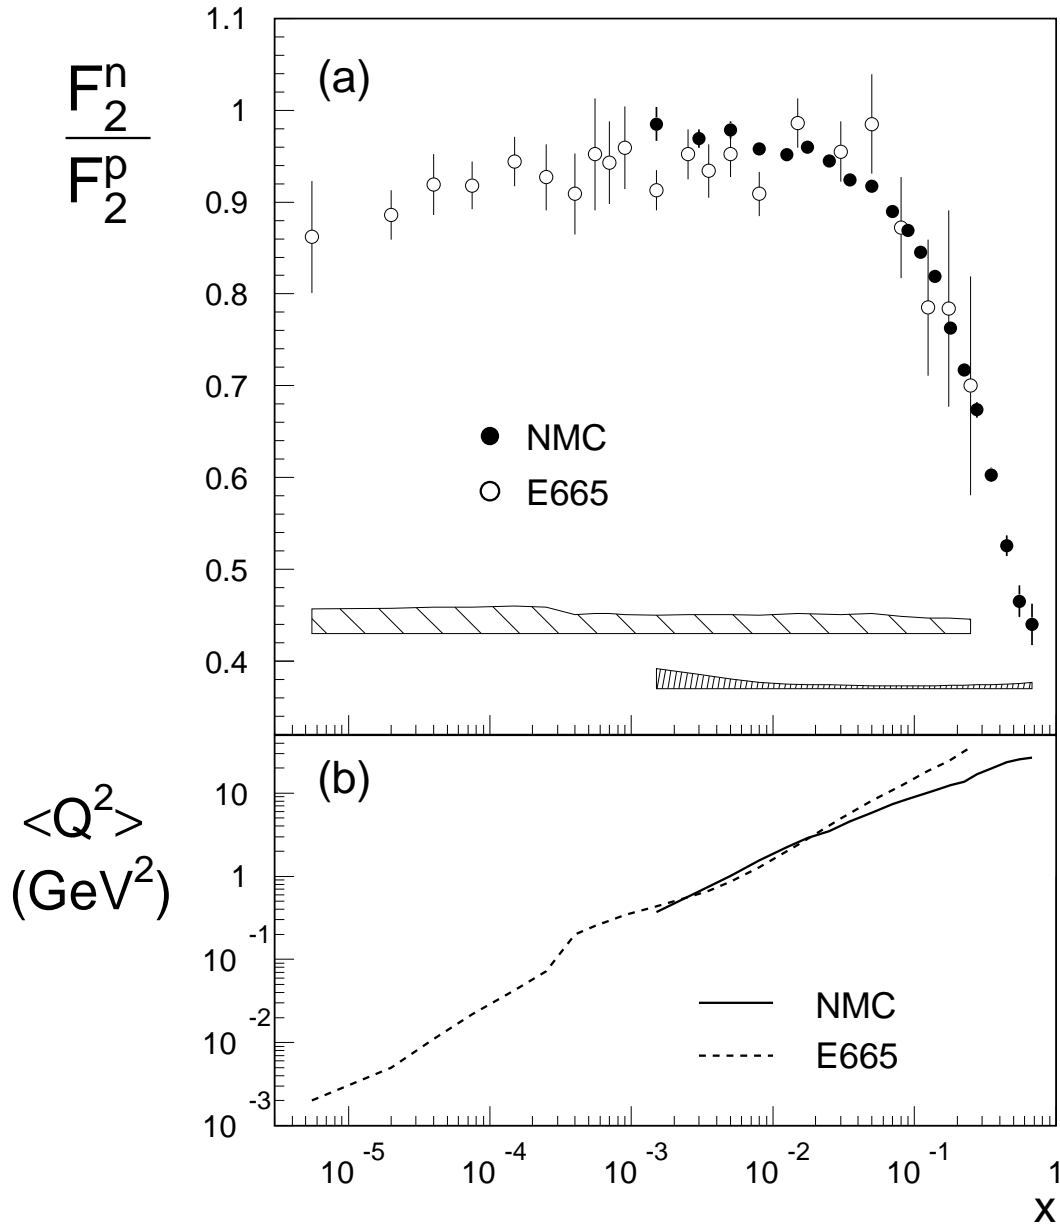 1.1
F₂ⁿ
F₂ᵖ
(a)
1
0.9
0.8
0.7
NMC
0.6
E665
0.5
0.4
(b)
10
<Q²>
(GeV²)
1
10⁻¹
NMC
10⁻²
E665
10⁻³
10⁻⁵ 10⁻⁴ 10⁻³ 10⁻² 10⁻¹ 1
x